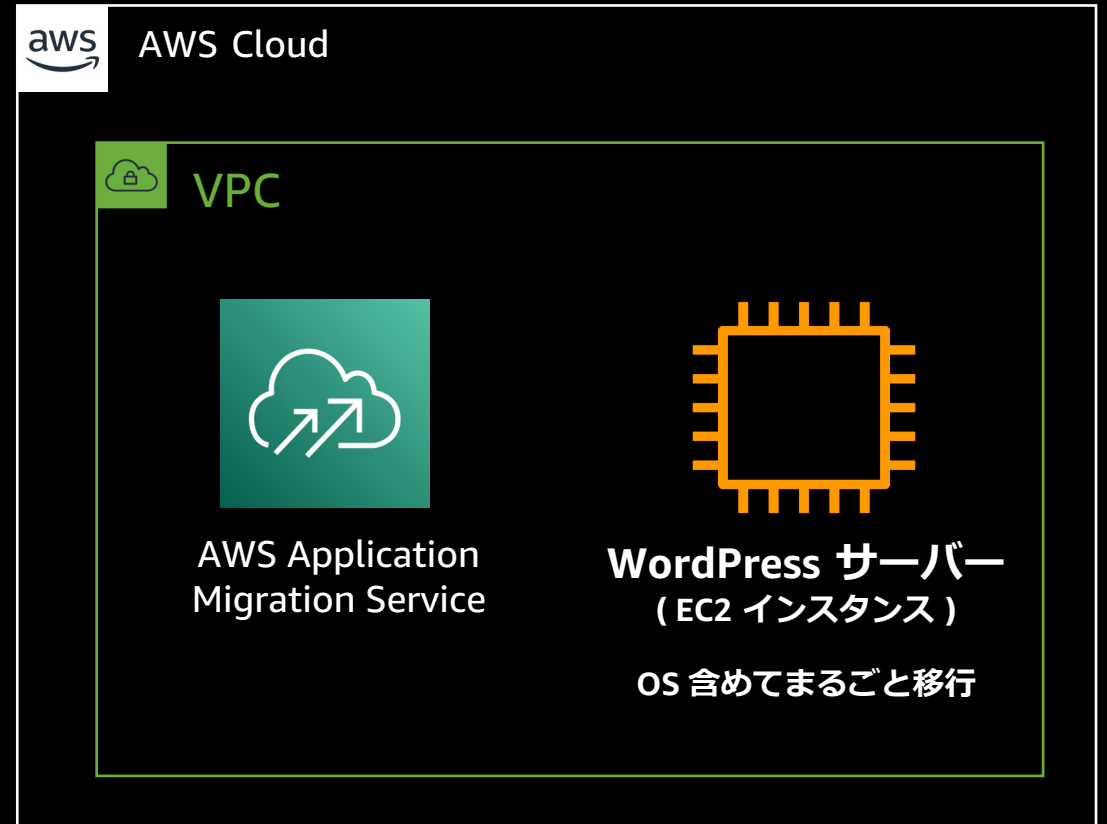 aws
AWS Cloud
VPC
AWS Application
Migration Service
WordPress サーバー
( EC2 インスタンス )
OS 含めてまるごと移行